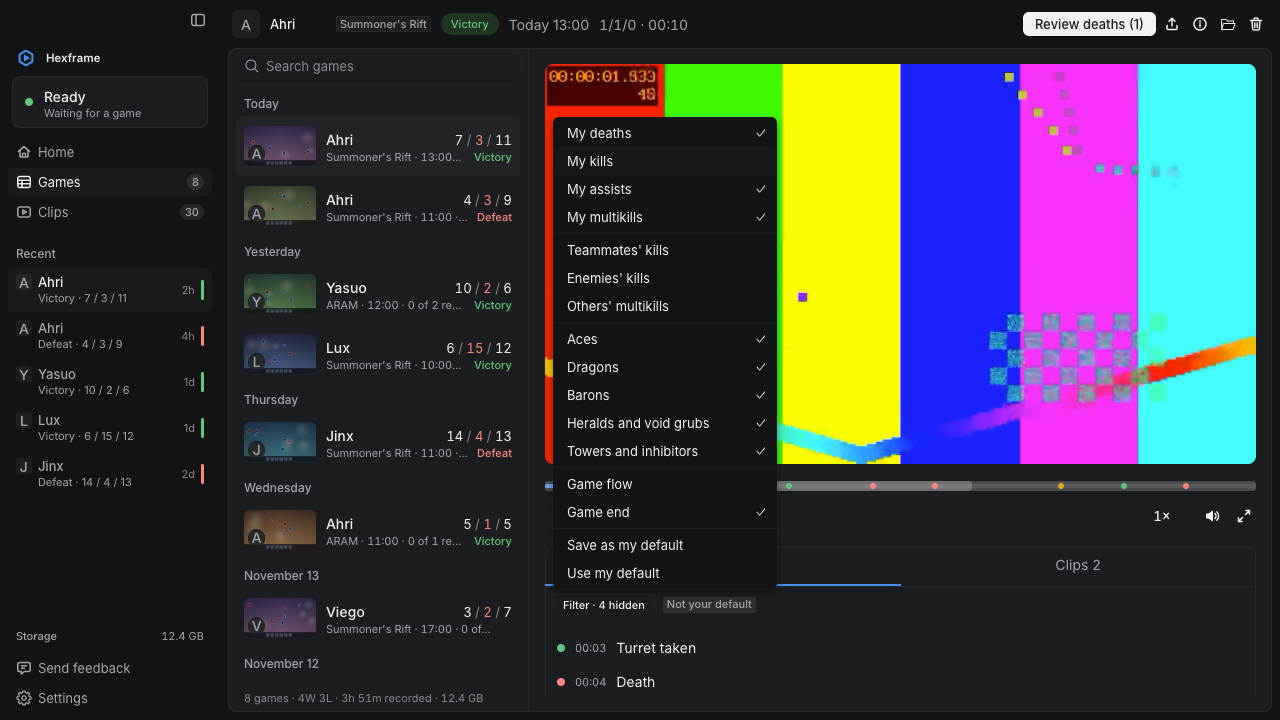 A Ahri Summoner's Rift Victory Today 13:00 1/1/0 · 00:10 Review deaths (1)
Hexframe
Ready
Waiting for a game
Home
Games 8
Clips 30
Recent
A Ahri 2h
Victory · 7 / 3 / 11
A Ahri 4h
Defeat · 4 / 3 / 9
Y Yasuo 1d
Victory · 10 / 2 / 6
L Lux 1d
Victory · 6 / 15 / 12
J Jinx 2d
Defeat · 14 / 4 / 13
Storage 12.4 GB
Send feedback
Settings
Search games
Today
A Ahri 7 / 3 / 11
Summoner's Rift · 13:00... Victory
A Ahri 4 / 3 / 9
Summoner's Rift · 11:00 ·... Defeat
Yesterday
Y Yasuo 10 / 2 / 6
ARAM · 12:00 · 0 of 2 re... Victory
L Lux 6 / 15 / 12
Summoner's Rift · 10:00... Victory
Thursday
J Jinx 14 / 4 / 13
Summoner's Rift · 11:00 ·... Defeat
Wednesday
A Ahri 5 / 1 / 5
ARAM · 11:00 · 0 of 1 re... Victory
November 13
V Viego 3 / 2 / 7
Summoner's Rift · 17:00 · 0 of...
November 12
8 games · 4W 3L · 3h 51m recorded · 12.4 GB
00:00:01.933
My deaths
My kills
My assists
My multikills
Teammates' kills
Enemies' kills
Others' multikills
Aces
Dragons
Barons
Heralds and void grubs
Towers and inhibitors
Game flow
Game end
Save as my default
Use my default
1×
Clips 2
Filter · 4 hidden Not your default
00:03 Turret taken
00:04 Death